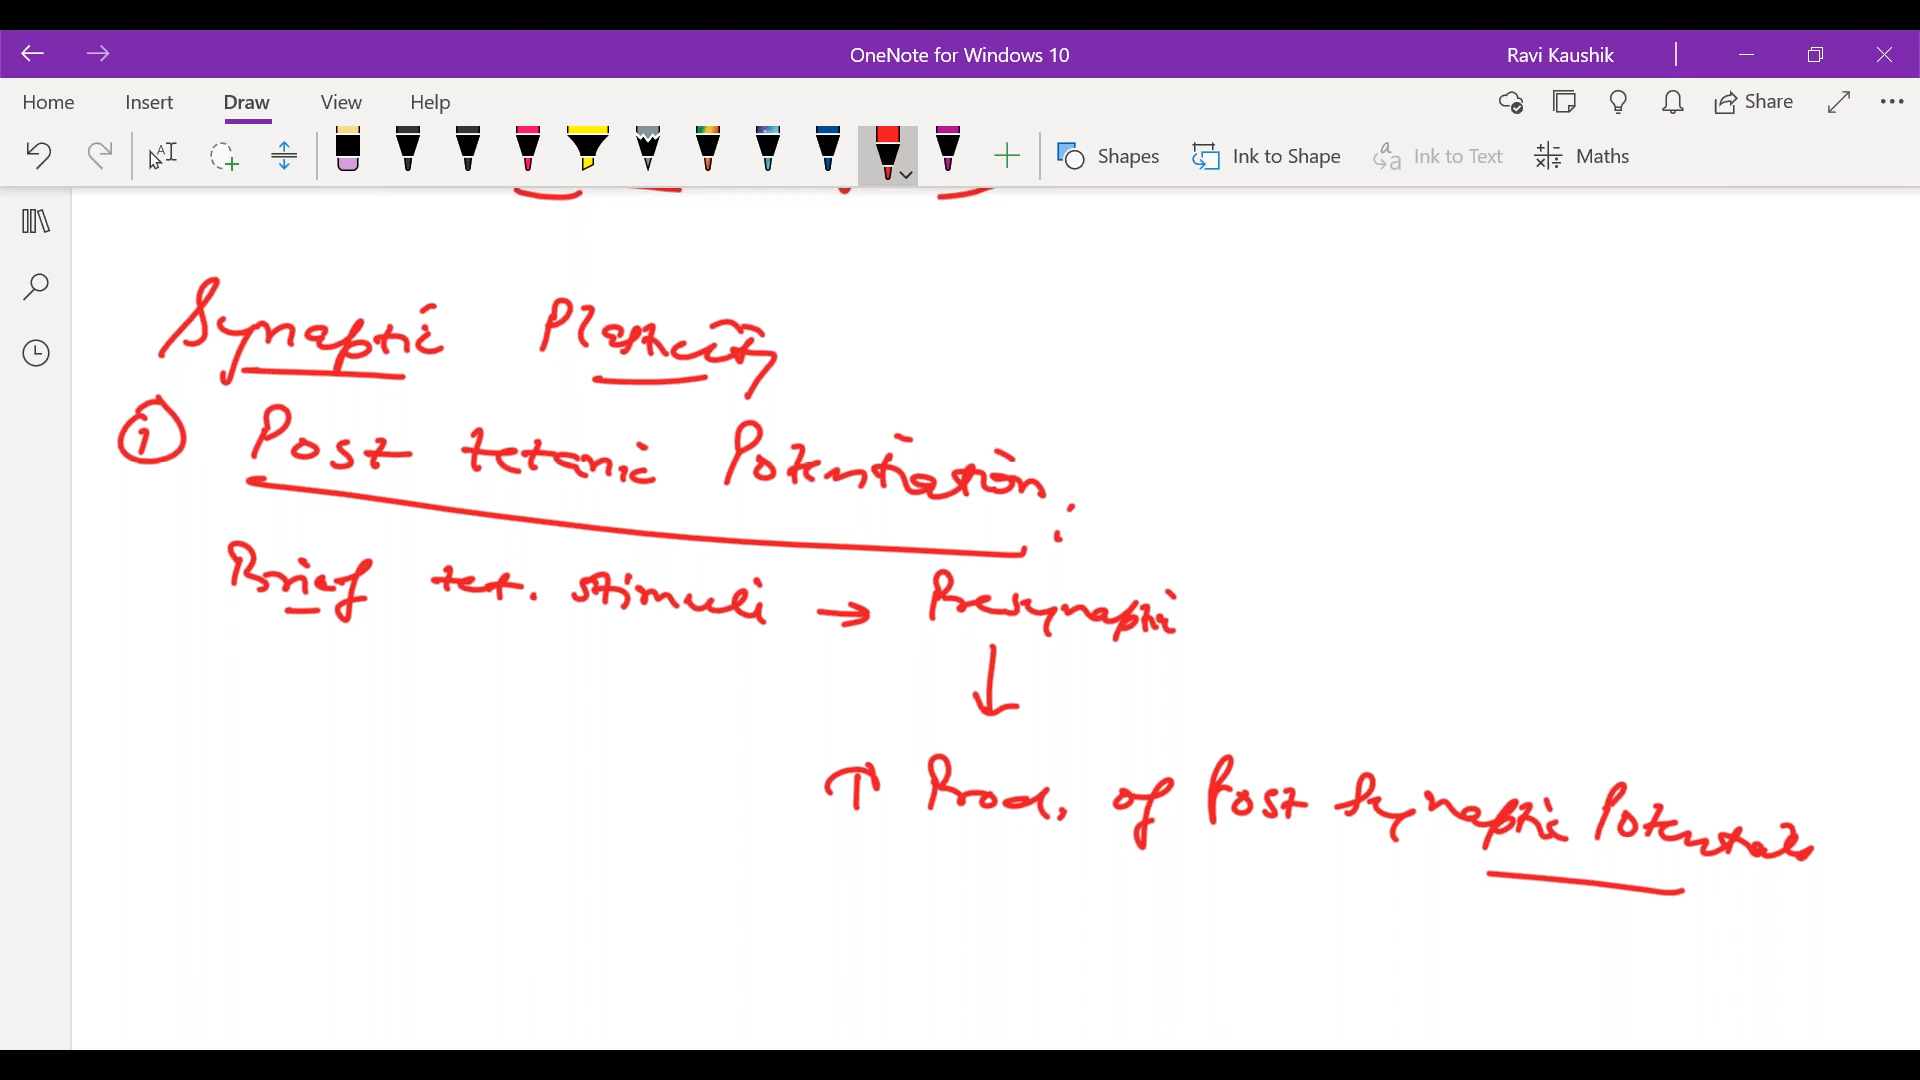 OneNote for Windows 10 Ravi Kaushik
Home Insert Draw View Help Share
Shapes Ink to Shape Ink to Text Maths
Synaptic Plasticity
① Post tetanic Potentiation :
Brief tet. stimuli → Presynaptic
↓
↑ Prod. of Post Synaptic Potentials